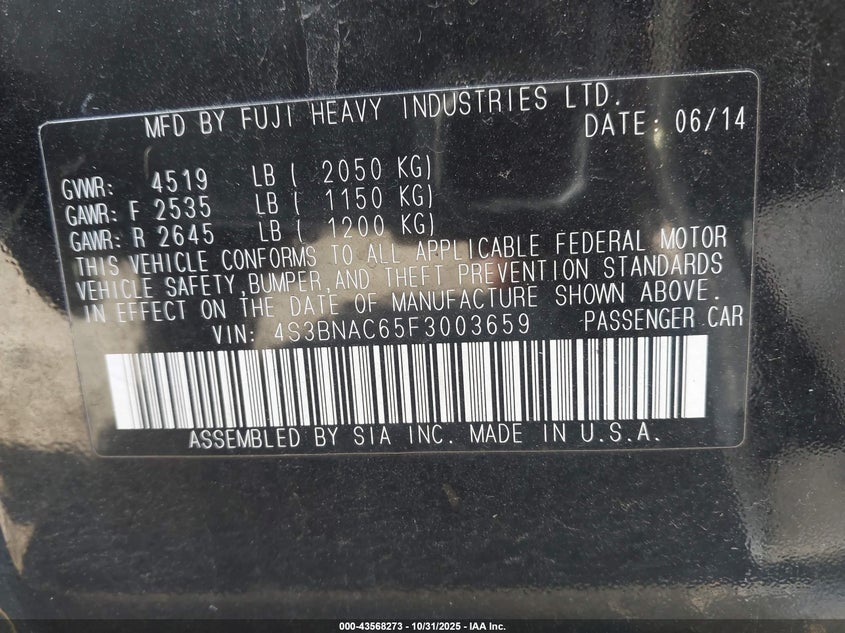 MFD BY FUJI HEAVY INDUSTRIES LTD.
DATE: 06/14
GVWR: 4519 LB ( 2050 KG)
GAWR: F 2535 LB ( 1150 KG)
GAWR: R 2645 LB ( 1200 KG)
THIS VEHICLE CONFORMS TO ALL APPLICABLE FEDERAL MOTOR
VEHICLE SAFETY,BUMPER,AND THEFT PREVENTION STANDARDS
IN EFFECT ON THE DATE OF MANUFACTURE SHOWN ABOVE.
VIN: 4S3BNAC65F3003659 PASSENGER CAR
ASSEMBLED BY SIA INC. MADE IN U.S.A.
000-43568273 - 10/31/2025 - IAA Inc.